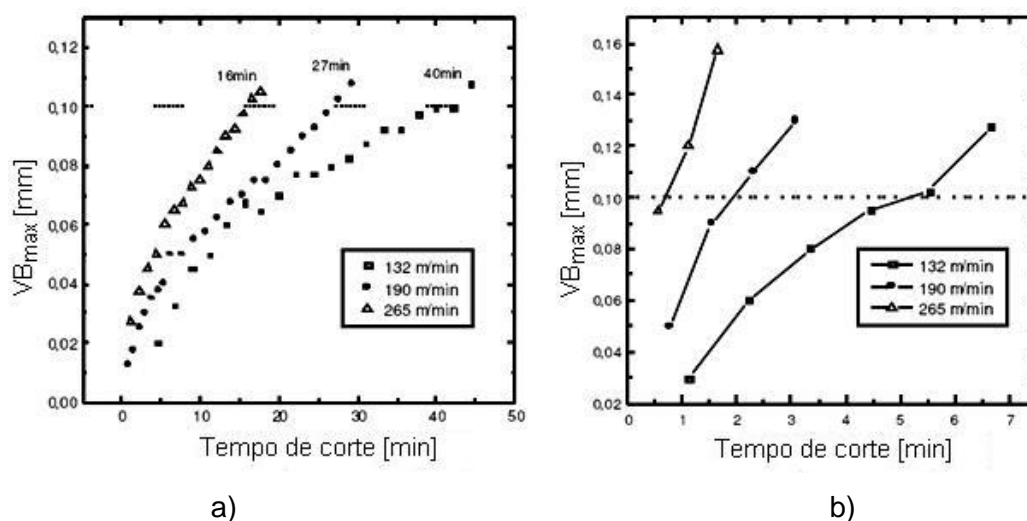 VBmax [mm]
0,12
0,10
0,08
0,06
0,04
0,02
0,00
16min
27min
40min
132 m/min
190 m/min
265 m/min
0
10
20
30
40
50
Tempo de corte [min]
a)
VBmax [mm]
0,16
0,14
0,12
0,10
0,08
0,06
0,04
0,02
132 m/min
190 m/min
265 m/min
0
1
2
3
4
5
6
7
Tempo de corte [min]
b)